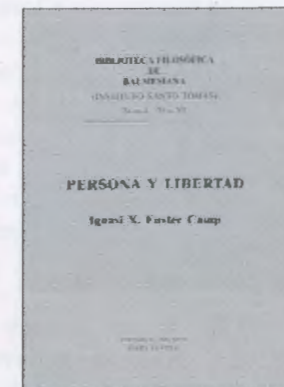 BIBLIOTECA FILOSÓFICA
DE
BALMESIANA
(INSTITUTO SANTO TOMÁS)
PERSONA Y LIBERTAD
Ignasi X. Fuster Camp